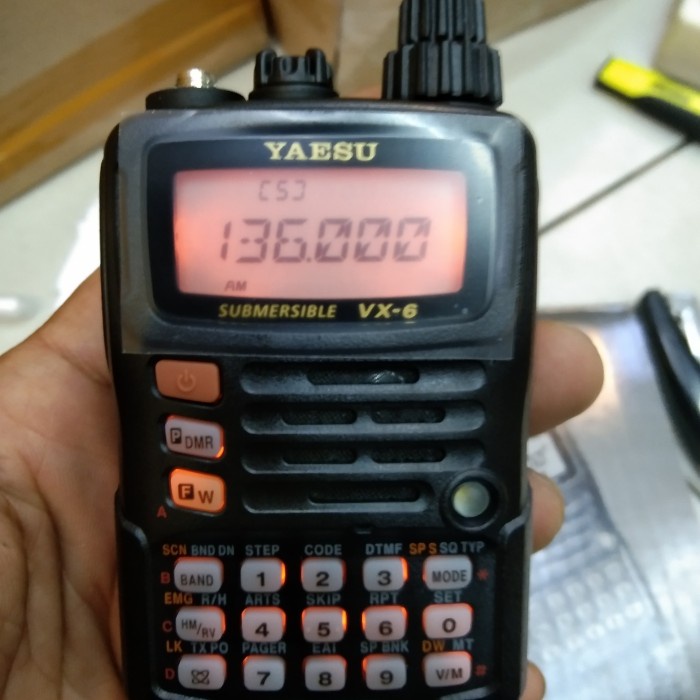 YAESU
CSJ
136.000
AM
SUBMERSIBLE VX-6
P DMR
F W
A
SCN BND DN STEP CODE DTMF SP S SQ TYP
B BAND 1 2 3 MODE *
EMG R/H ARTS SKIP RPT SET
C HM/RV 4 5 6 0
LK TX PO PAGER EAI SP BNK DW MT
D 7 8 9 V/M #